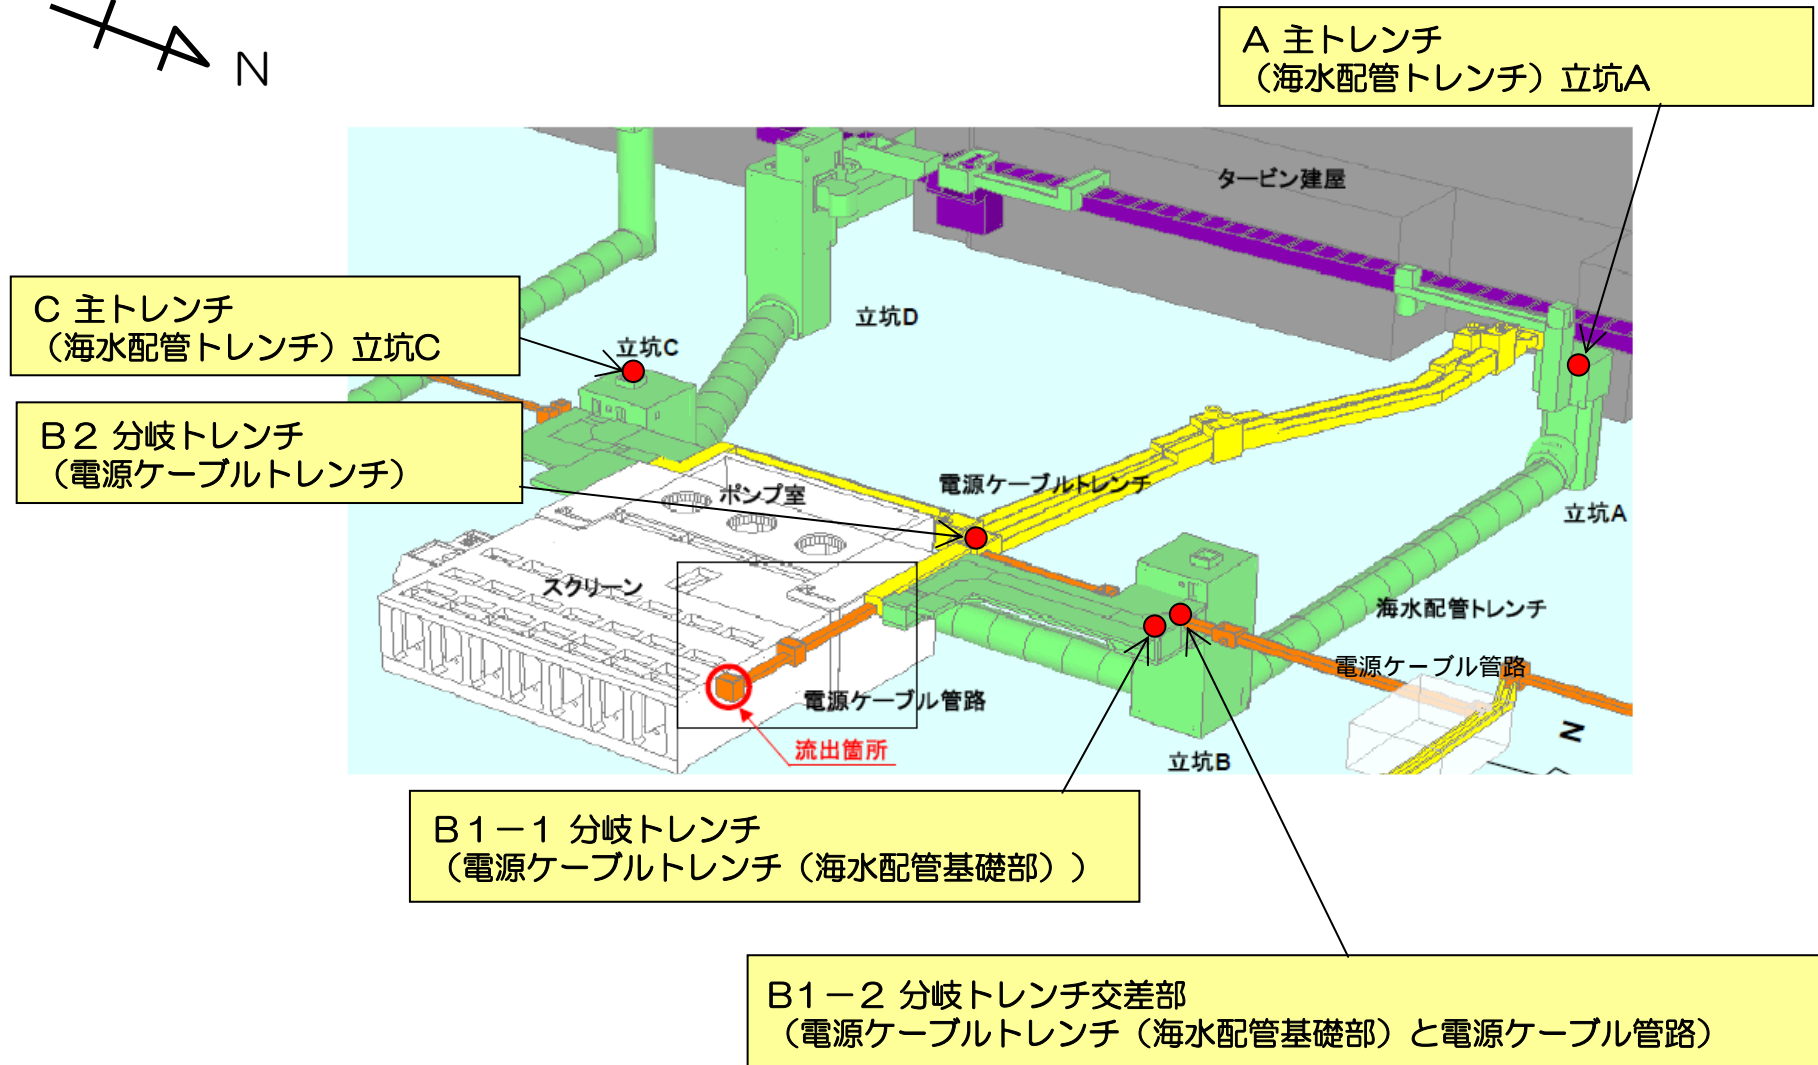 N
A 主トレンチ
（海水配管トレンチ）立坑A
タービン建屋
C 主トレンチ
（海水配管トレンチ）立坑C
立坑D
立坑C
B２ 分岐トレンチ
（電源ケーブルトレンチ）
ポンプ室
電源ケーブルトレンチ
立坑A
スクリーン
海水配管トレンチ
電源ケーブル管路
電源ケーブル管路
N
流出箇所
立坑B
B１－１ 分岐トレンチ
（電源ケーブルトレンチ（海水配管基礎部））
B１－２ 分岐トレンチ交差部
（電源ケーブルトレンチ（海水配管基礎部）と電源ケーブル管路）